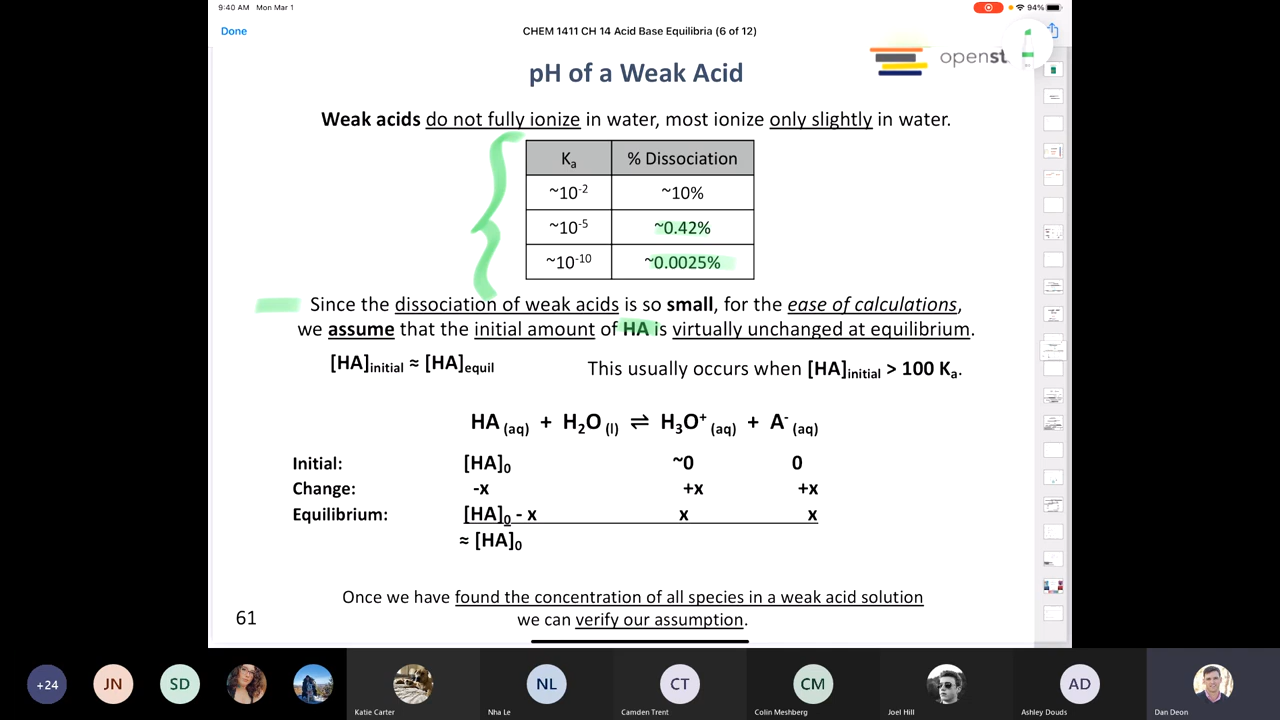 9:40 AM Mon Mar 1
94%
Done
CHEM 1411 CH 14 Acid Base Equilibria (6 of 12)
openst
pH of a Weak Acid
Weak acids do not fully ionize in water, most ionize only slightly in water.
Ka % Dissociation
~10-2 ~10%
~10-5 ~0.42%
~10-10 ~0.0025%
Since the dissociation of weak acids is so small, for the ease of calculations,
we assume that the initial amount of HA is virtually unchanged at equilibrium.
[HA]initial ≈ [HA]equil This usually occurs when [HA]initial > 100 Ka.
HA (aq) + H2O (l) ⇌ H3O+ (aq) + A- (aq)
Initial: [HA]0 ~0 0
Change: -x +x +x
Equilibrium: [HA]0 - x x x
≈ [HA]0
Once we have found the concentration of all species in a weak acid solution
we can verify our assumption.
61
+24 JN SD NL CT CM AD
Katie Carter Nha Le Camden Trent Colin Meshberg Joel Hill Ashley Douds Dan Deon